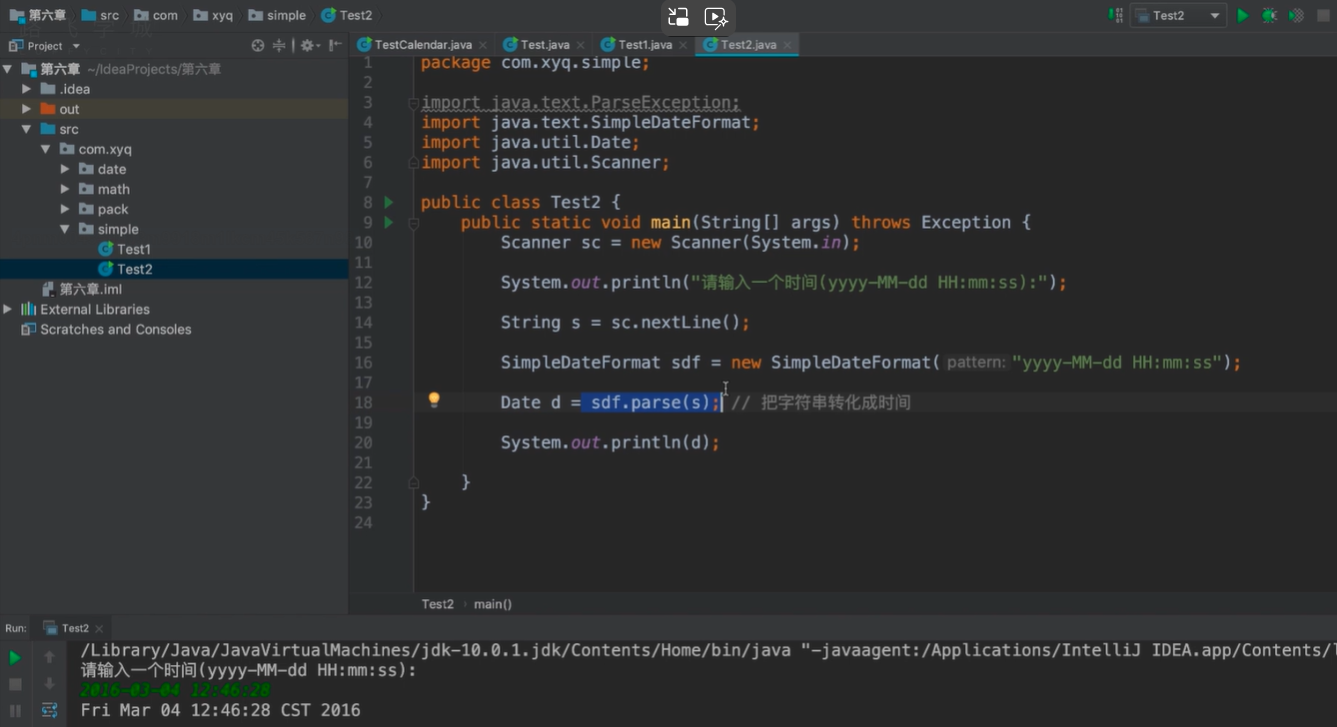 第六章 src com xyq simple Test2
Test2
Project
TestCalendar.java Test.java Test1.java Test2.java
第六章 ~/IdeaProjects/第六章
.idea
out
src
com.xyq
date
math
pack
simple
Test1
Test2
第六章.iml
External Libraries
Scratches and Consoles
1 package com.xyq.simple;
2
3 import java.text.ParseException;
4 import java.text.SimpleDateFormat;
5 import java.util.Date;
6 import java.util.Scanner;
7
8 public class Test2 {
9 public static void main(String[] args) throws Exception {
10 Scanner sc = new Scanner(System.in);
11
12 System.out.println("请输入一个时间(yyyy-MM-dd HH:mm:ss):");
13
14 String s = sc.nextLine();
15
16 SimpleDateFormat sdf = new SimpleDateFormat( pattern: "yyyy-MM-dd HH:mm:ss");
17
18 Date d = sdf.parse(s); // 把字符串转化成时间
19
20 System.out.println(d);
21
22 }
23 }
24
Test2 › main()
Run: Test2
/Library/Java/JavaVirtualMachines/jdk-10.0.1.jdk/Contents/Home/bin/java "-javaagent:/Applications/IntelliJ IDEA.app/Contents/
请输入一个时间(yyyy-MM-dd HH:mm:ss):
2016-03-04 12:46:28
Fri Mar 04 12:46:28 CST 2016